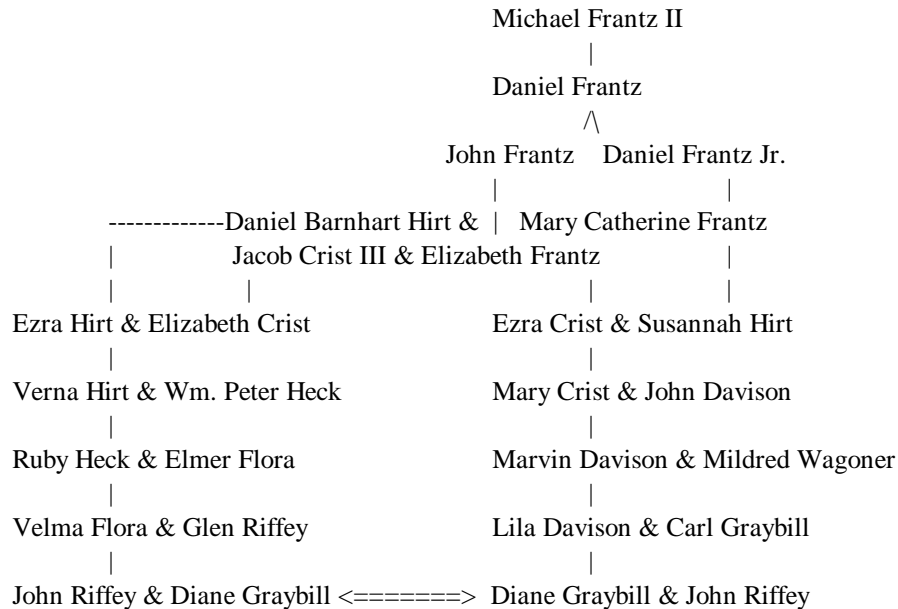 Michael Frantz II
|
Daniel Frantz
/\
John Frantz Daniel Frantz Jr.
| |
-------------Daniel Barnhart Hirt & | Mary Catherine Frantz
| Jacob Crist III & Elizabeth Frantz |
| | | |
Ezra Hirt & Elizabeth Crist Ezra Crist & Susannah Hirt
| |
Verna Hirt & Wm. Peter Heck Mary Crist & John Davison
| |
Ruby Heck & Elmer Flora Marvin Davison & Mildred Wagoner
| |
Velma Flora & Glen Riffey Lila Davison & Carl Graybill
| |
John Riffey & Diane Graybill <=======> Diane Graybill & John Riffey